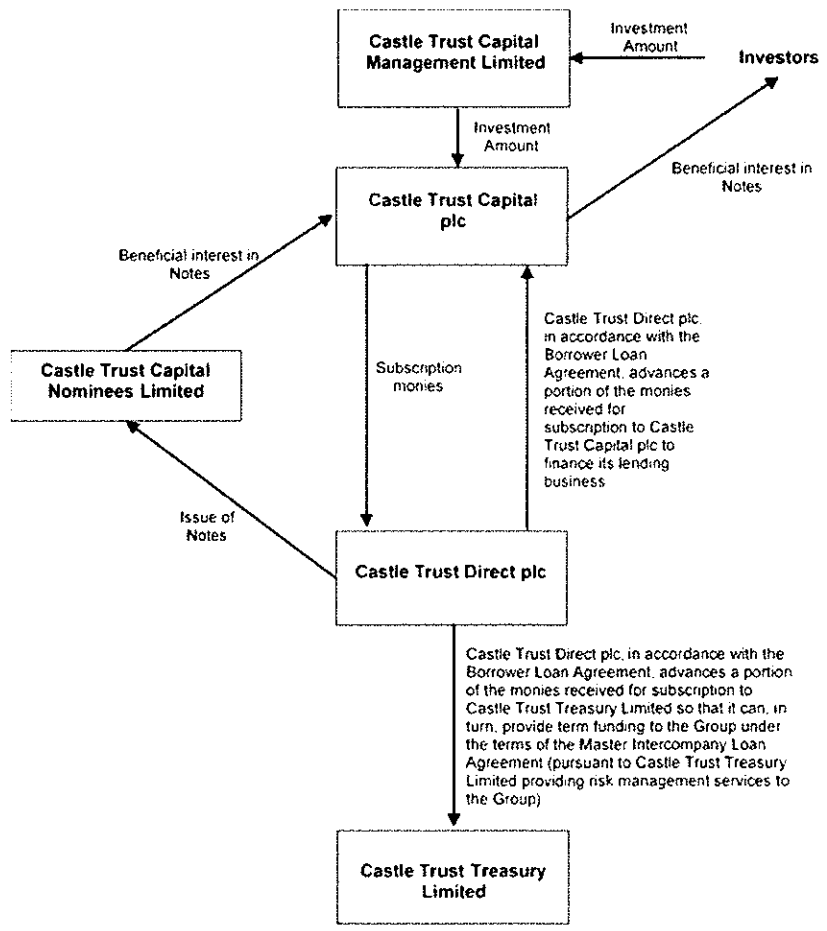 Castle Trust Capital
Management Limited
Investment
Amount
Investors
Investment
Amount
Beneficial interest in
Notes
Castle Trust Capital
plc
Beneficial interest in
Notes
Castle Trust Direct plc,
in accordance with the
Borrower Loan
Agreement, advances a
portion of the monies
received for
subscription to Castle
Trust Capital plc to
finance its lending
business
Subscription
monies
Castle Trust Capital
Nominees Limited
Issue of
Notes
Castle Trust Direct plc
Castle Trust Direct plc, in accordance with the
Borrower Loan Agreement, advances a portion
of the monies received for subscription to
Castle Trust Treasury Limited so that it can, in
turn, provide term funding to the Group under
the terms of the Master Intercompany Loan
Agreement (pursuant to Castle Trust Treasury
Limited providing risk management services to
the Group)
Castle Trust Treasury
Limited